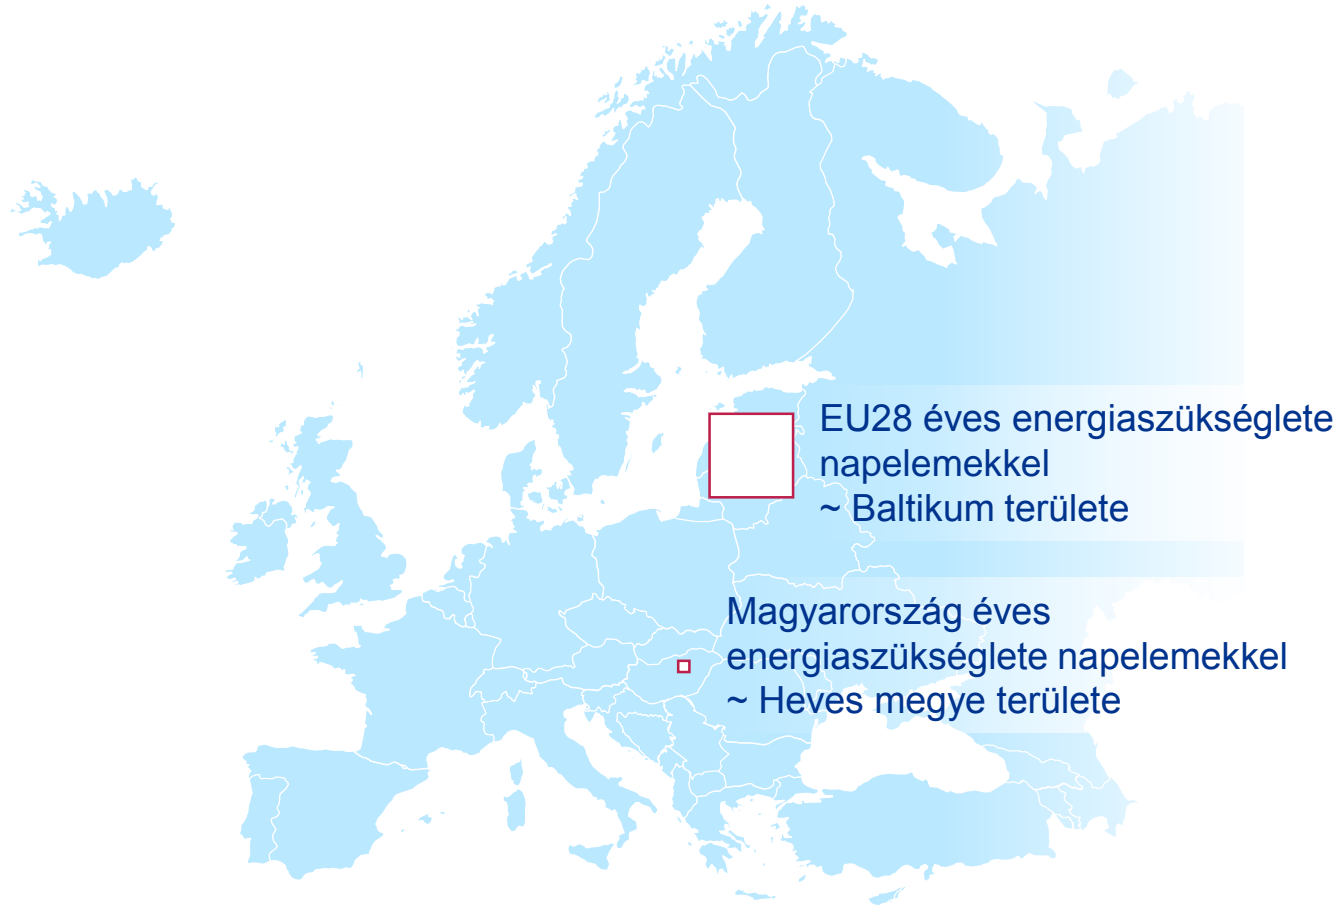 EU28 éves energiaszükséglete
napelemekkel
~ Baltikum területe
Magyarország éves
energiaszükséglete napelemekkel
~ Heves megye területe